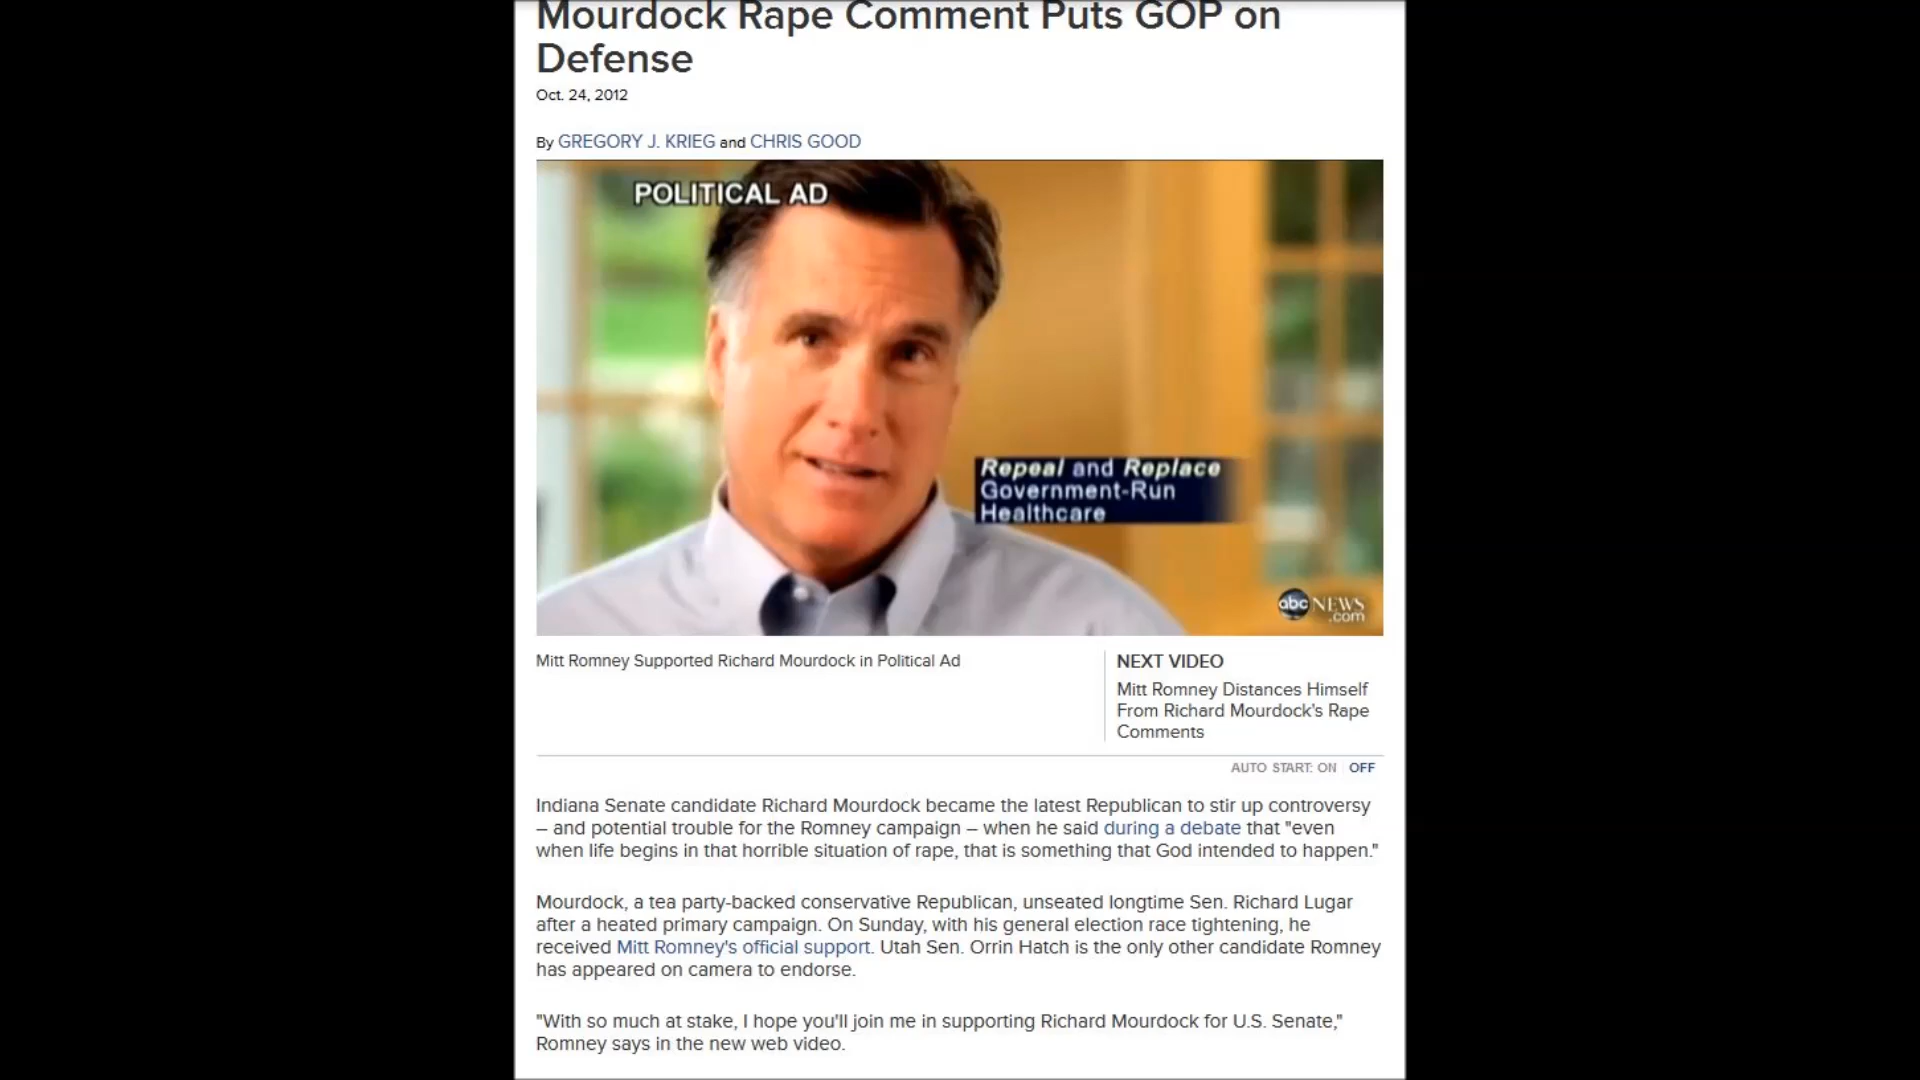 Mourdock Rape Comment Puts GOP on
Defense
Oct. 24, 2012
By GREGORY J. KRIEG and CHRIS GOOD
POLITICAL AD
Repeal and Replace
Government-Run
Healthcare
abc NEWS
.com
Mitt Romney Supported Richard Mourdock in Political Ad
NEXT VIDEO
Mitt Romney Distances Himself
From Richard Mourdock's Rape
Comments
AUTO START: ON OFF
Indiana Senate candidate Richard Mourdock became the latest Republican to stir up controversy
– and potential trouble for the Romney campaign – when he said during a debate that "even
when life begins in that horrible situation of rape, that is something that God intended to happen."
Mourdock, a tea party-backed conservative Republican, unseated longtime Sen. Richard Lugar
after a heated primary campaign. On Sunday, with his general election race tightening, he
received Mitt Romney's official support. Utah Sen. Orrin Hatch is the only other candidate Romney
has appeared on camera to endorse.
"With so much at stake, I hope you'll join me in supporting Richard Mourdock for U.S. Senate,"
Romney says in the new web video.